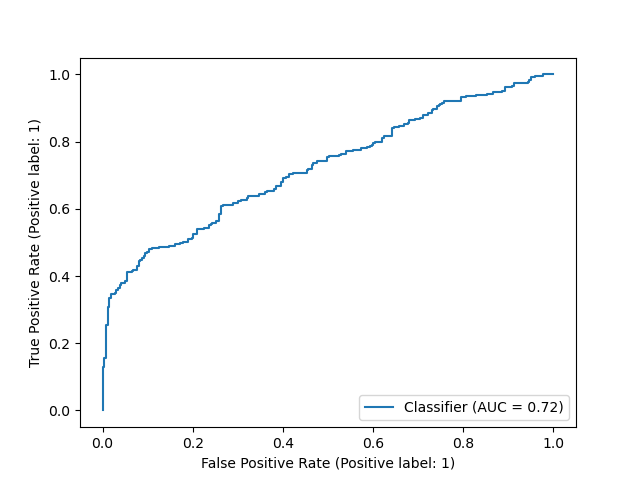 1.0
0.8
0.6
0.4
0.2
0.0
True Positive Rate (Positive label: 1)
Classifier (AUC = 0.72)
0.0 0.2 0.4 0.6 0.8 1.0
False Positive Rate (Positive label: 1)